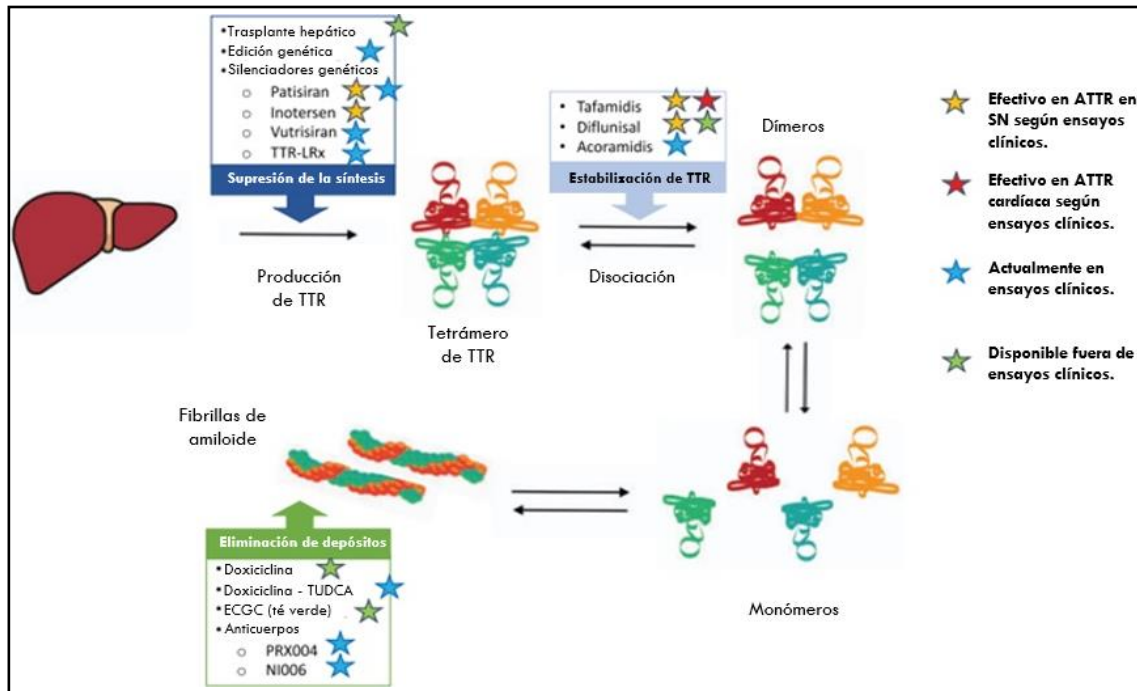 • Trasplante hepático
• Edición genética
• Silenciadores genéticos
o Patisiran
o Inotersen
o Vutrisiran
o TTR-LRx
Supresión de la síntesis
Producción
de TTR
Tetrámero
de TTR
• Tafamidis
• Diflunisal
• Acoramidis
Estabilización de TTR
Disociación
Dímeros
Monómeros
Fibrillas de
amiloide
Eliminación de depósitos
• Doxiciclina
• Doxiciclina - TUDCA
• ECGC (té verde)
• Anticuerpos
o PRX004
o NI006
Efectivo en ATTR en
SN según ensayos
clínicos.
Efectivo en ATTR
cardíaca según
ensayos clínicos.
Actualmente en
ensayos clínicos.
Disponible fuera de
ensayos clínicos.